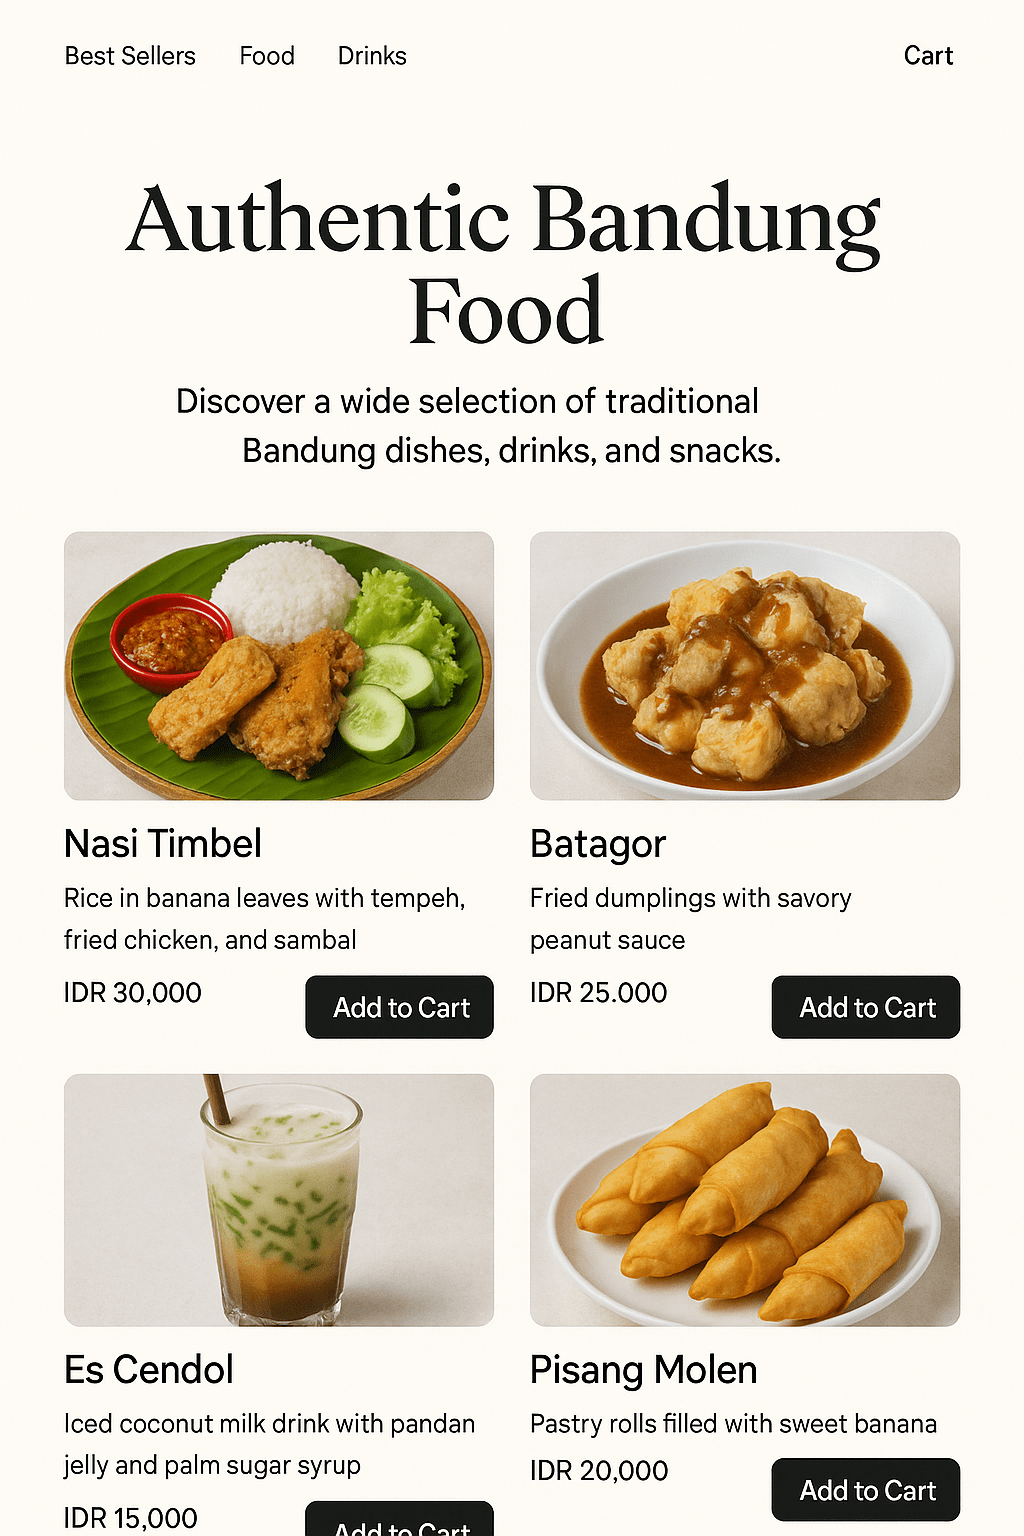 Best Sellers Food Drinks Cart
Authentic Bandung
Food
Discover a wide selection of traditional
Bandung dishes, drinks, and snacks.
Nasi Timbel
Rice in banana leaves with tempeh,
fried chicken, and sambal
IDR 30,000
Add to Cart
Batagor
Fried dumplings with savory
peanut sauce
IDR 25.000
Add to Cart
Es Cendol
Iced coconut milk drink with pandan
jelly and palm sugar syrup
IDR 15,000
Add to Cart
Pisang Molen
Pastry rolls filled with sweet banana
IDR 20,000
Add to Cart